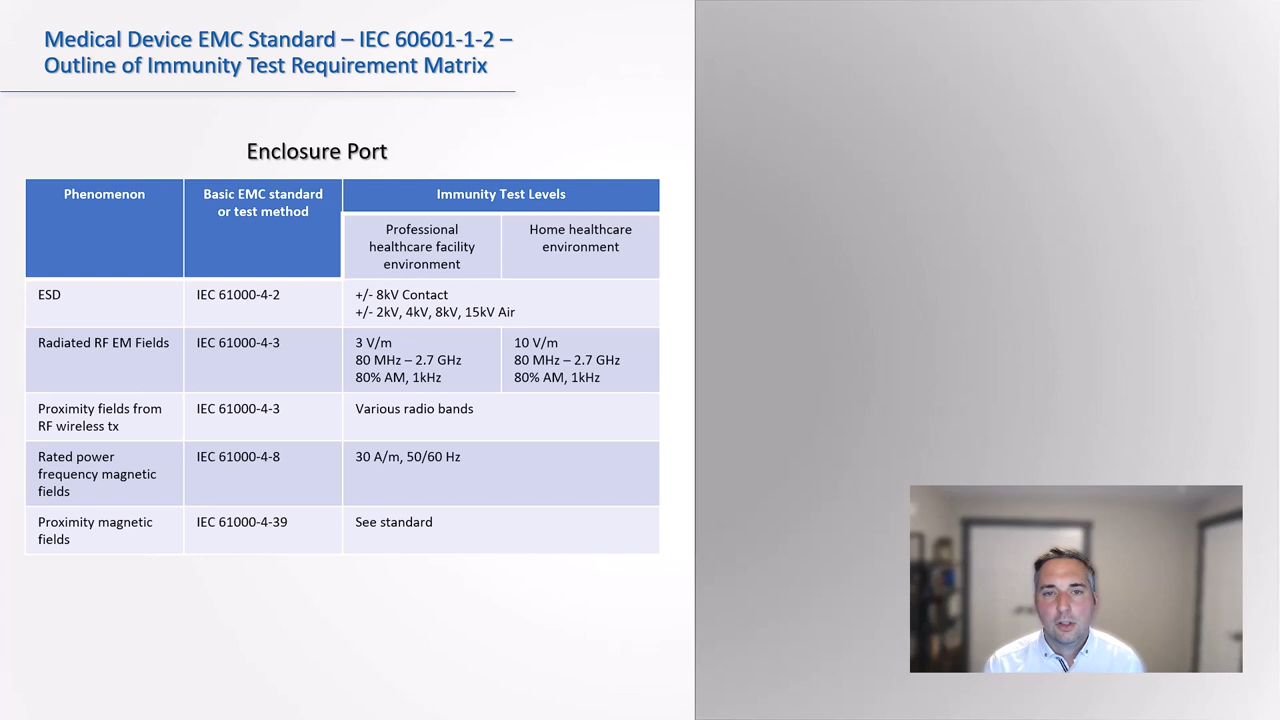 Medical Device EMC Standard – IEC 60601-1-2 –
Outline of Immunity Test Requirement Matrix
Enclosure Port
Phenomenon
Basic EMC standard
or test method
Immunity Test Levels
Professional
healthcare facility
environment
Home healthcare
environment
ESD
IEC 61000-4-2
+/- 8kV Contact
+/- 2kV, 4kV, 8kV, 15kV Air
Radiated RF EM Fields
IEC 61000-4-3
3 V/m
80 MHz – 2.7 GHz
80% AM, 1kHz
10 V/m
80 MHz – 2.7 GHz
80% AM, 1kHz
Proximity fields from
RF wireless tx
IEC 61000-4-3
Various radio bands
Rated power
frequency magnetic
fields
IEC 61000-4-8
30 A/m, 50/60 Hz
Proximity magnetic
fields
IEC 61000-4-39
See standard